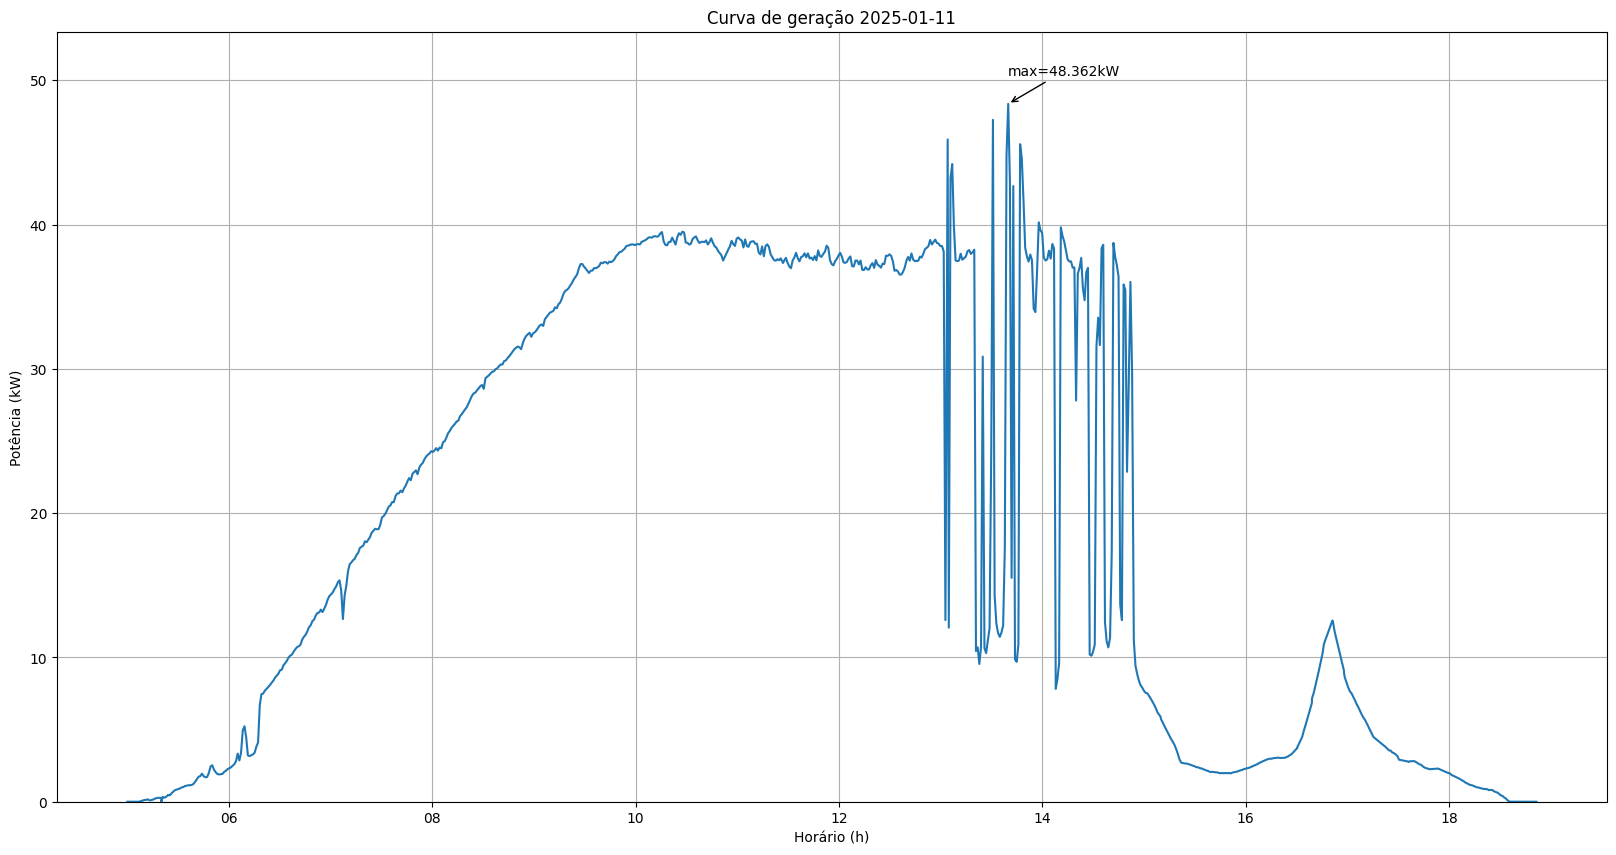 Curva de geração 2025-01-11
max=48.362kW
50
40
30
20
10
0
Potência (kW)
06 08 10 12 14 16 18
Horário (h)